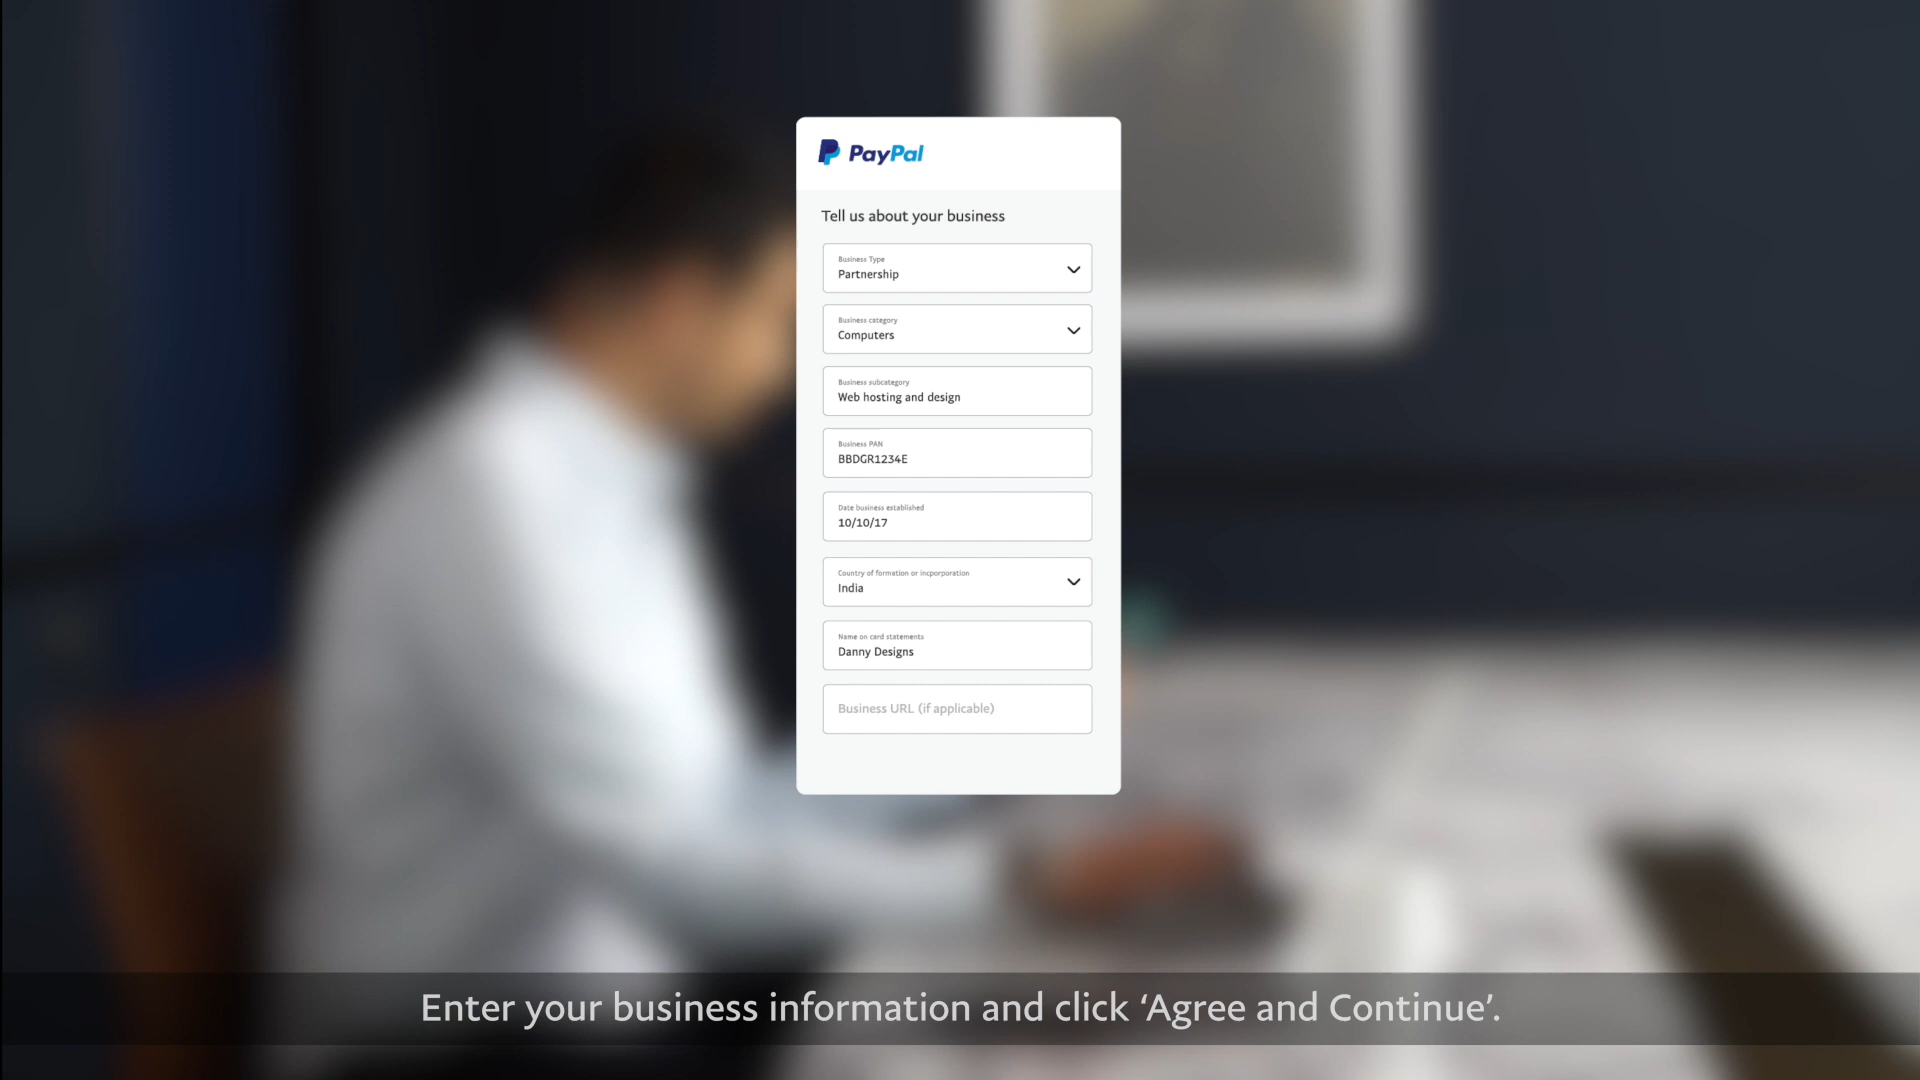 PayPal
Tell us about your business
Business Type
Partnership
Business category
Computers
Business subcategory
Web hosting and design
Business PAN
BBDGR1234E
Date business established
10/10/17
Country of formation or incporporation
India
Name on card statements
Danny Designs
Business URL (if applicable)
Enter your business information and click ‘Agree and Continue’.